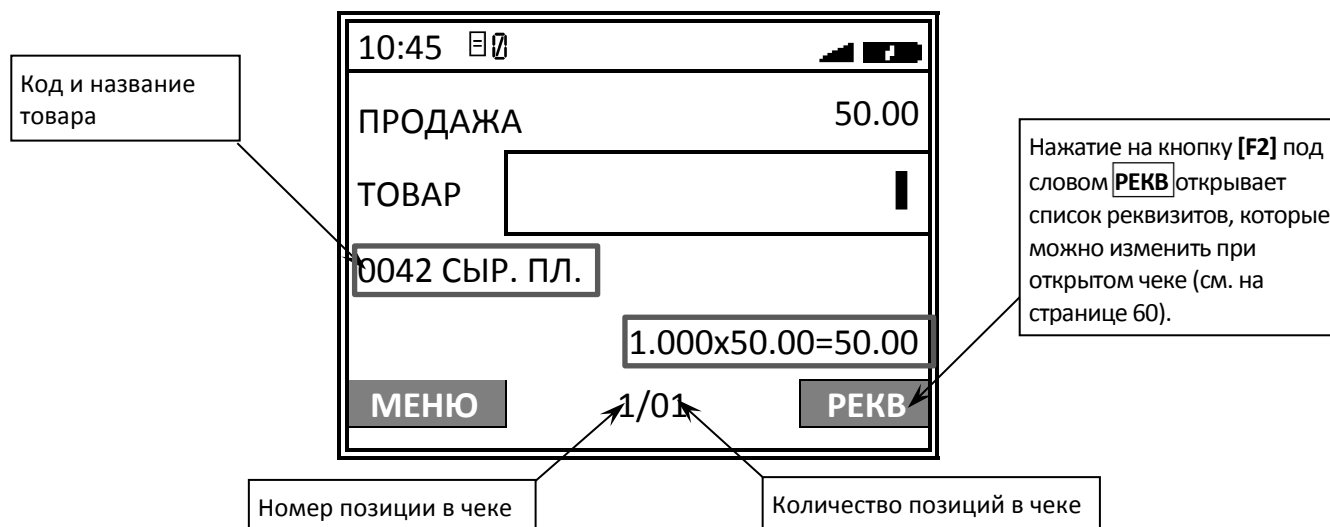 10:45
Код и название
товара
ПРОДАЖА 50.00
ТОВАР
Нажатие на кнопку [F2] под
словом РЕКВ открывает
список реквизитов, которые
можно изменить при
открытом чеке (см. на
странице 60).
0042 СЫР. ПЛ.
1.000x50.00=50.00
МЕНЮ 1/01 РЕКВ
Номер позиции в чеке
Количество позиций в чеке